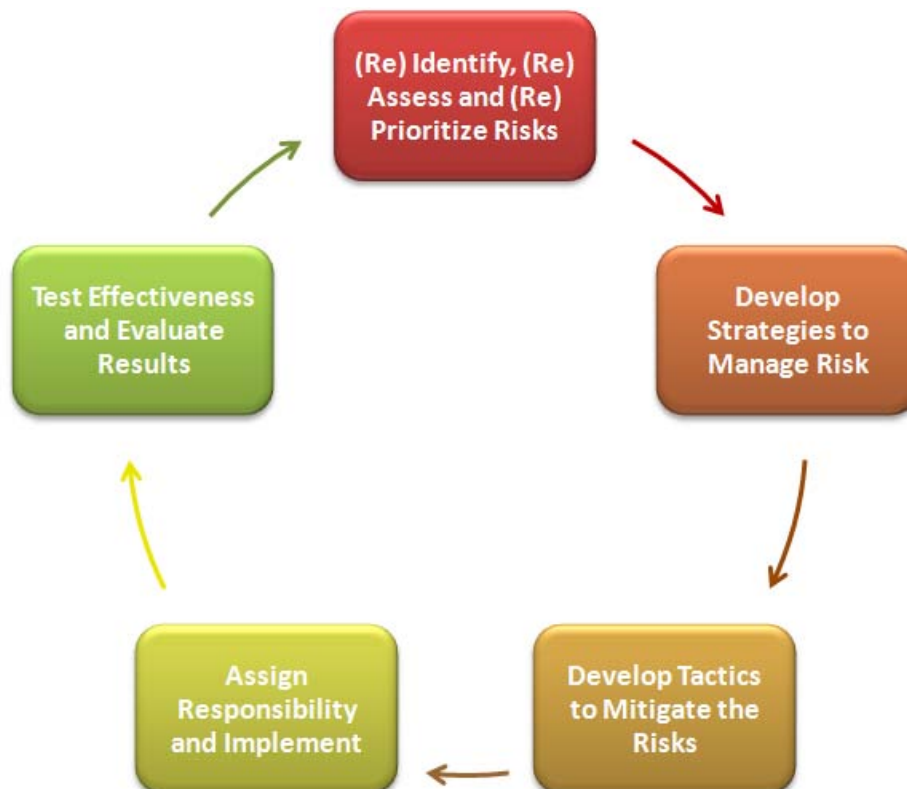 (Re) Identify, (Re)
Assess and (Re)
Prioritize Risks
Develop
Strategies to
Manage Risk
Develop Tactics
to Mitigate the
Risks
Assign
Responsibility
and Implement
Test Effectiveness
and Evaluate
Results